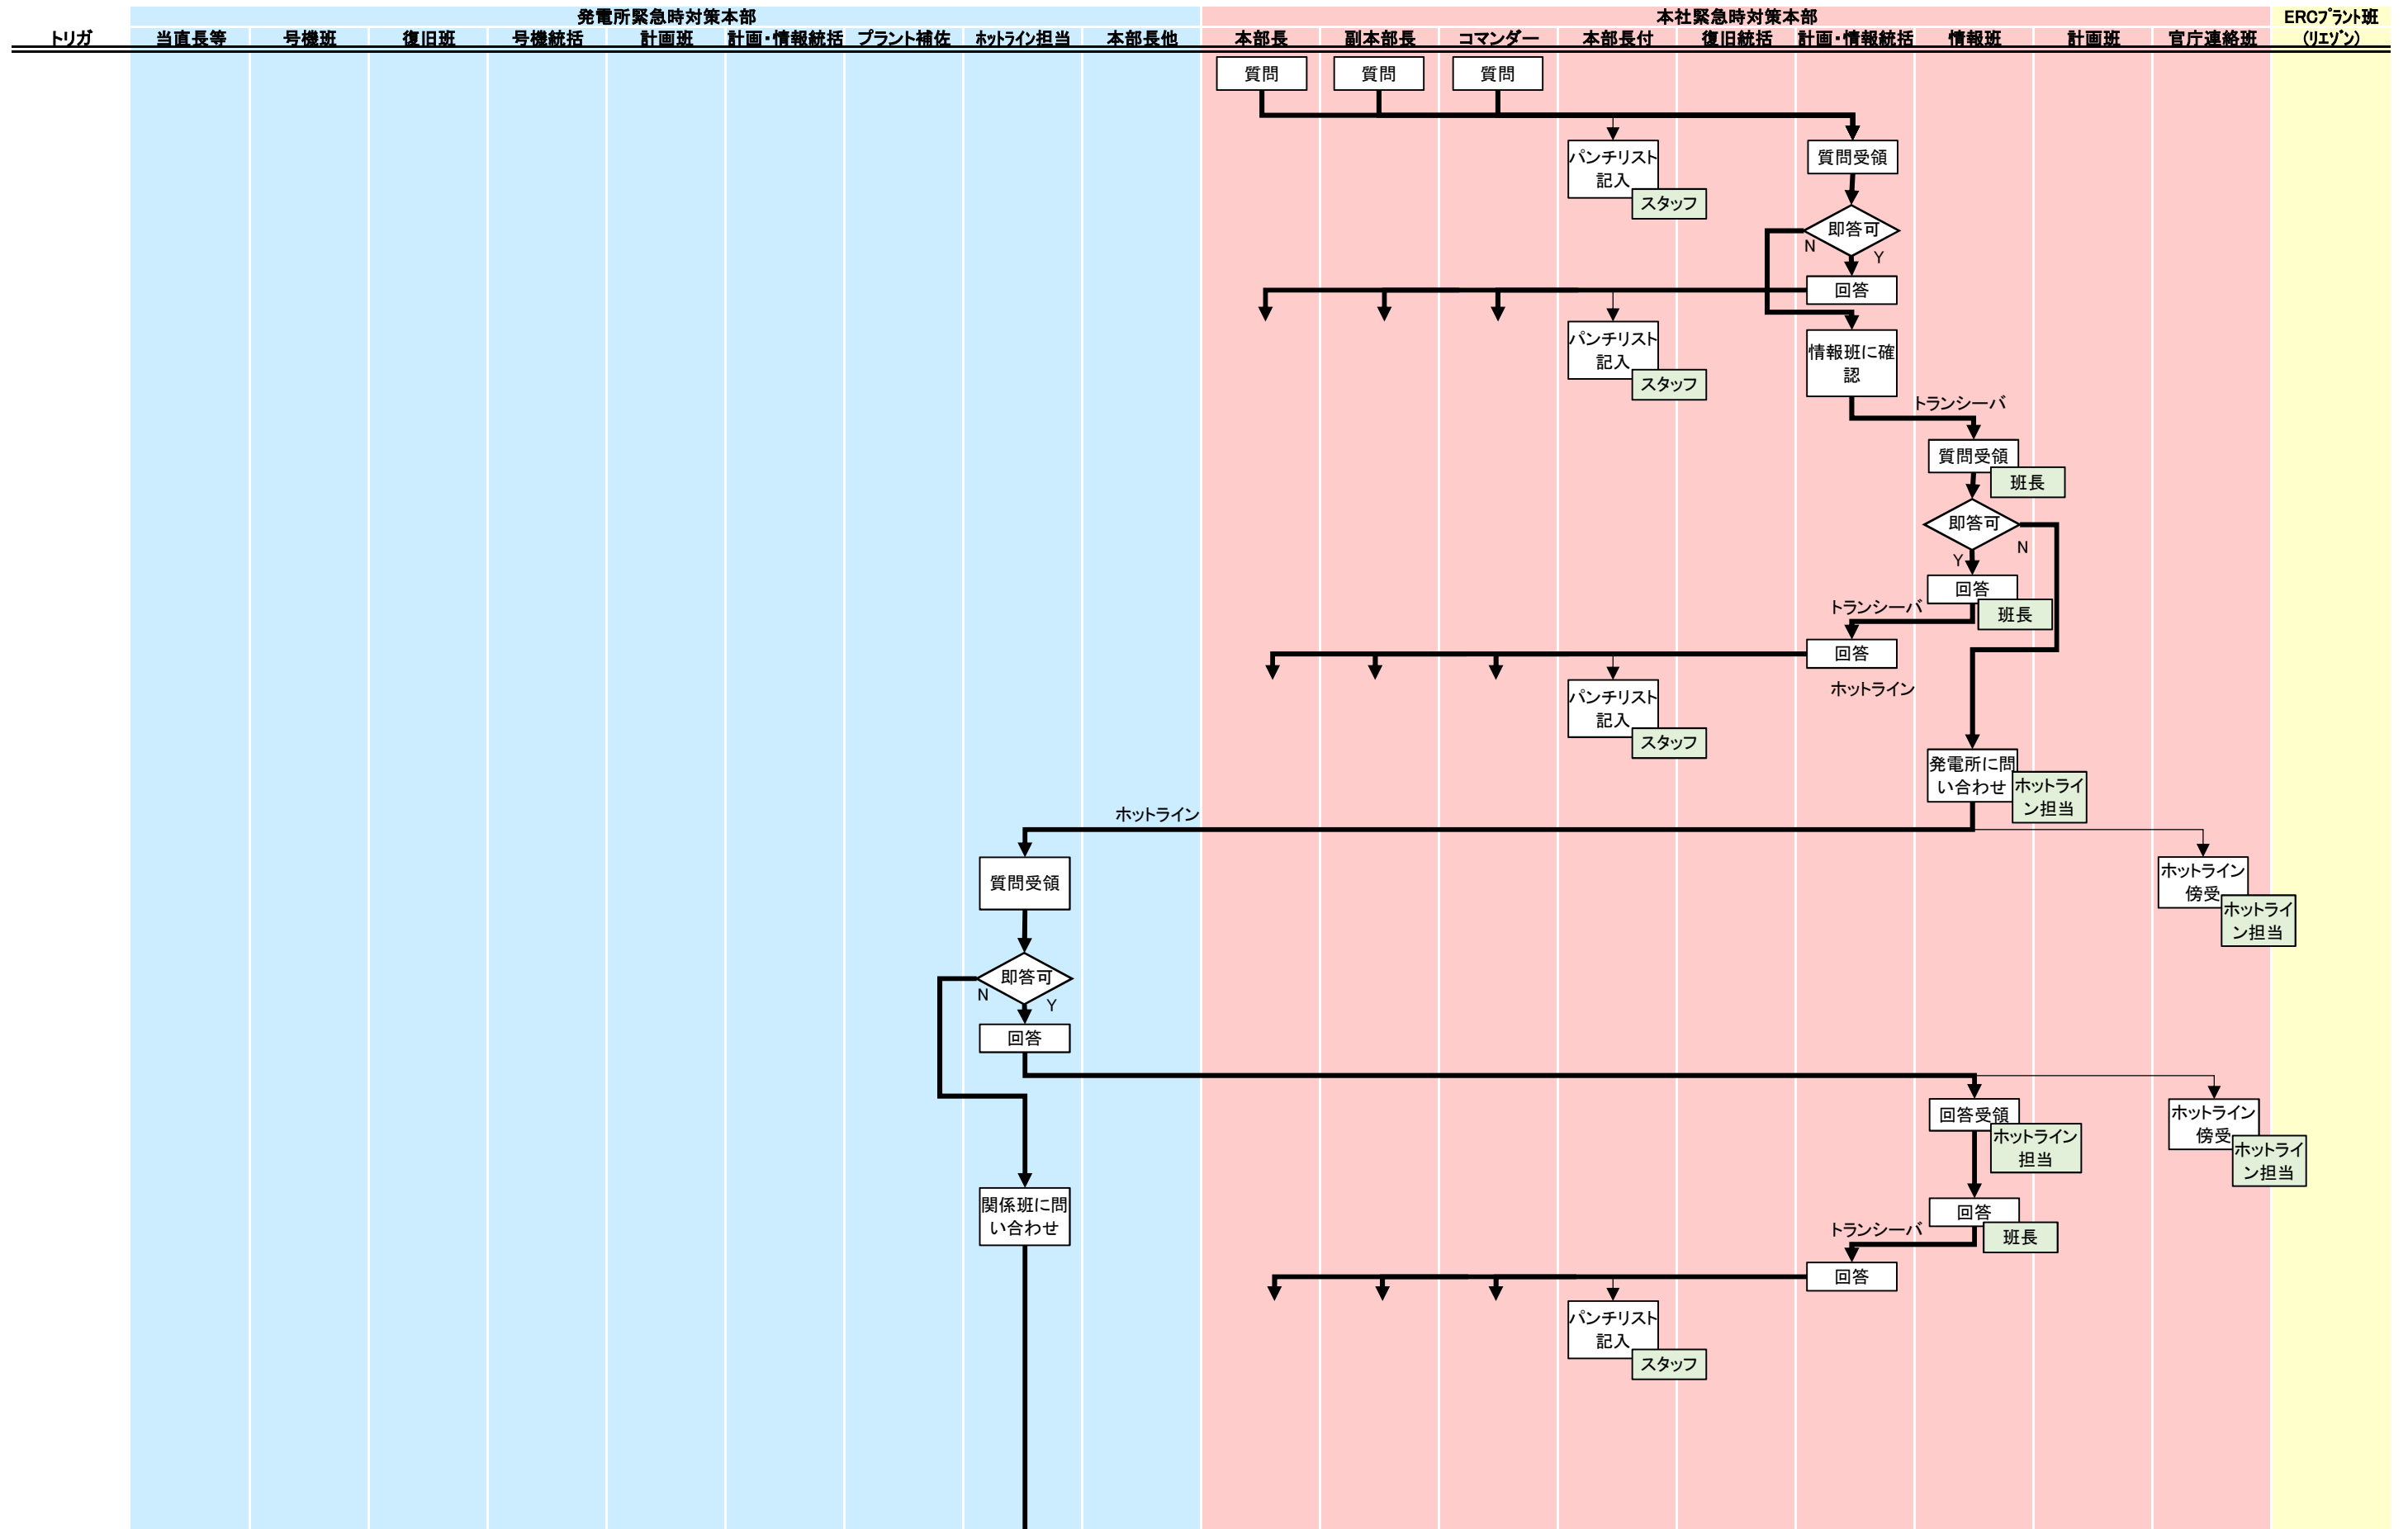 発電所緊急時対策本部
本社緊急時対策本部
ERCﾌﾟﾗﾝﾄ班
(ﾘｴｿﾞﾝ)
トリガ
当直長等
号機班
復旧班
号機統括
計画班
計画・情報統括
プラント補佐
ﾎｯﾄﾗｲﾝ担当
本部長他
本部長
副本部長
コマンダー
本部長付
復旧統括
計画・情報統括
情報班
計画班
官庁連絡班
質問
質問
質問
パンチリスト
記入
スタッフ
質問受領
即答可
N
Y
回答
パンチリスト
記入
スタッフ
情報班に確
認
トランシーバ
質問受領
班長
即答可
N
Y
回答
班長
トランシーバ
回答
ホットライン
パンチリスト
記入
スタッフ
発電所に問
い合わせ
ホットライ
ン担当
ホットライン
質問受領
ホットライン
傍受
ホットライ
ン担当
即答可
N
Y
回答
回答受領
ホットライン
担当
ホットライン
傍受
ホットライ
ン担当
関係班に問
い合わせ
回答
班長
トランシーバ
回答
パンチリスト
記入
スタッフ